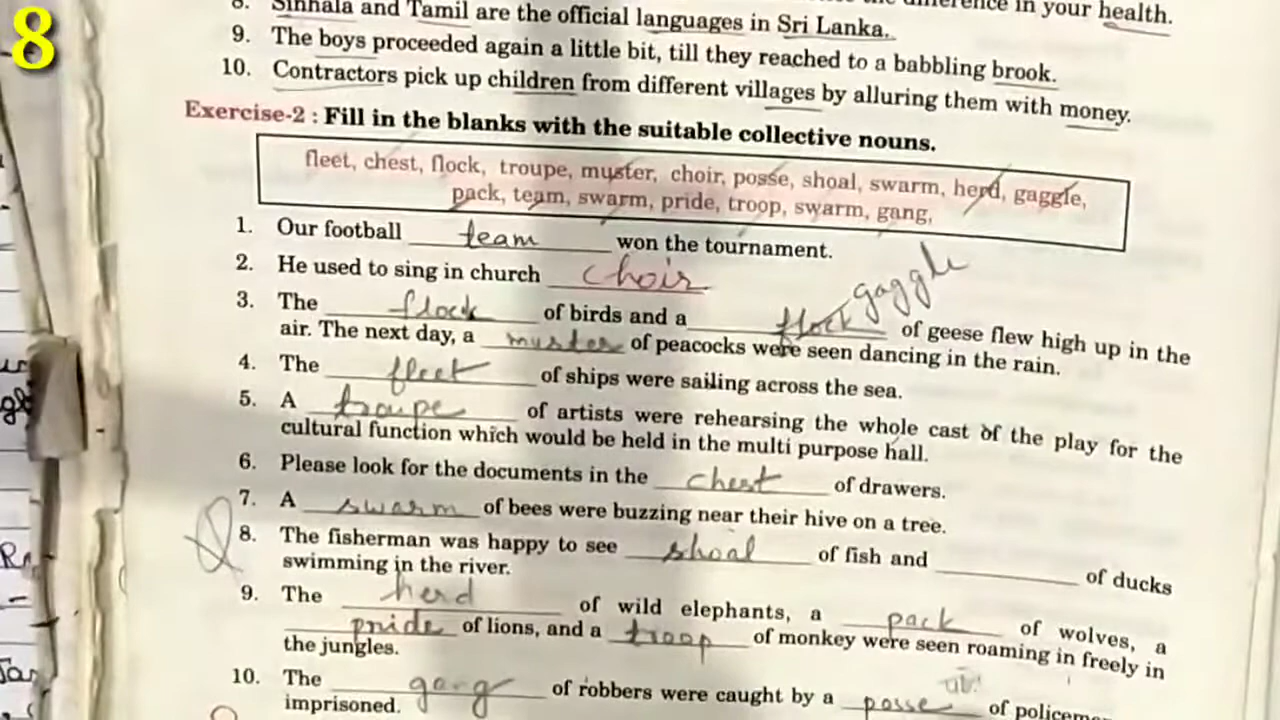 8
8. Sinhala and Tamil are the official languages in Sri Lanka. in your health.
9. The boys proceeded again a little bit, till they reached to a babbling brook.
10. Contractors pick up children from different villages by alluring them with money.
Exercise-2 : Fill in the blanks with the suitable collective nouns.
fleet, chest, flock, troupe, muster, choir, posse, shoal, swarm, herd, gaggle,
pack, team, swarm, pride, troop, swarm, gang,
1. Our football team won the tournament.
2. He used to sing in church choir
3. The flock of birds and a flock gaggle of geese flew high up in the
air. The next day, a muster of peacocks were seen dancing in the rain.
4. The fleet of ships were sailing across the sea.
5. A troupe of artists were rehearsing the whole cast of the play for the
cultural function which would be held in the multi purpose hall.
6. Please look for the documents in the chest of drawers.
7. A swarm of bees were buzzing near their hive on a tree.
8. The fisherman was happy to see shoal of fish and of ducks
swimming in the river.
9. The herd of wild elephants, a pack of wolves, a
pride of lions, and a troop of monkey were seen roaming in freely in
the jungles.
10. The gang of robbers were caught by a posse of policemen
imprisoned.